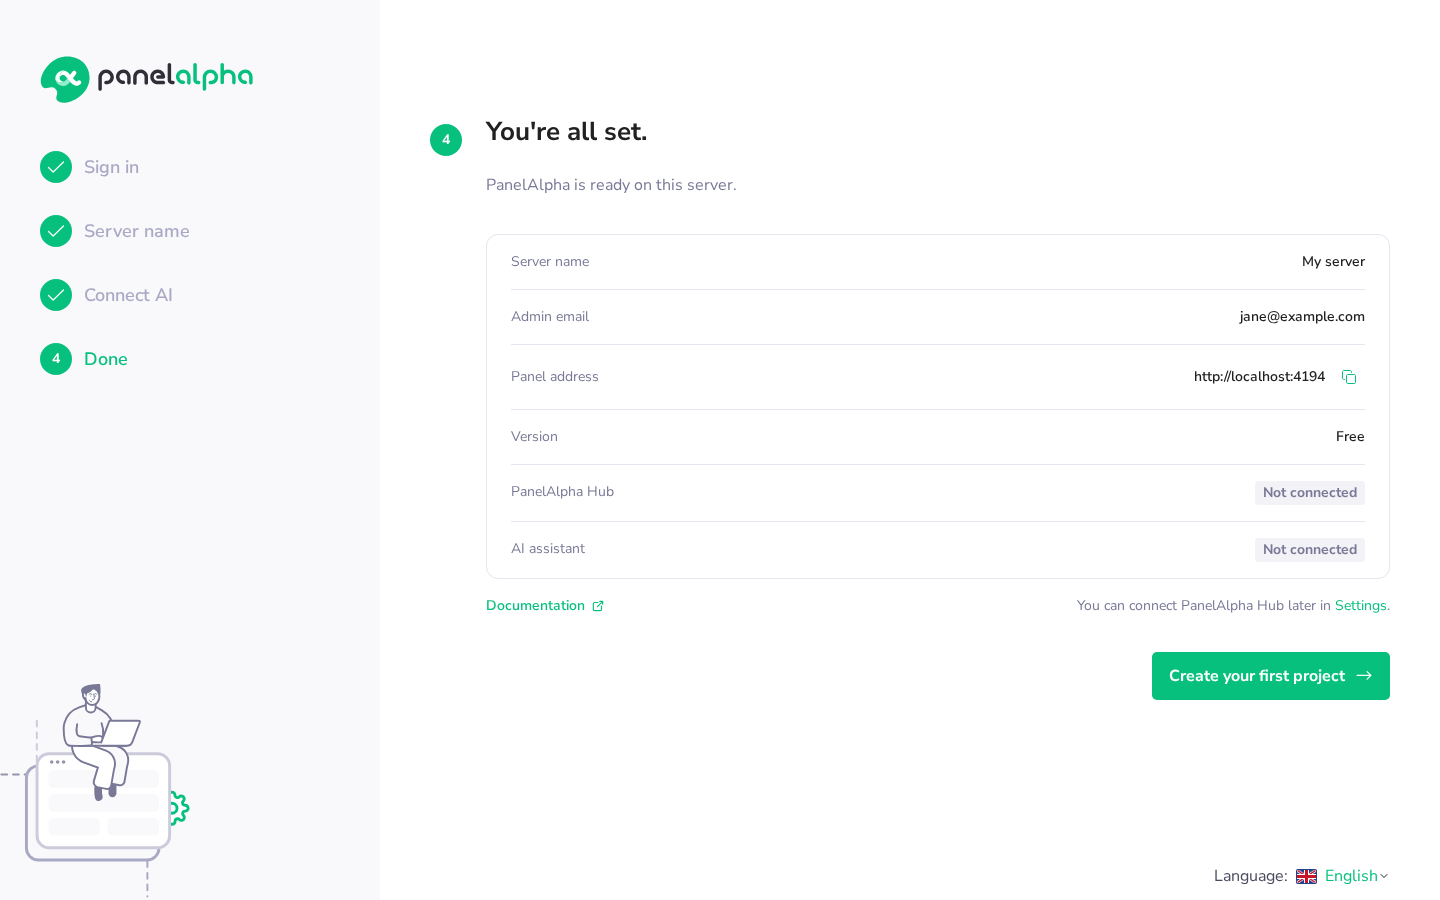 panelalpha
Sign in
Server name
Connect AI
4 Done
4 You're all set.
PanelAlpha is ready on this server.
Server name My server
Admin email jane@example.com
Panel address http://localhost:4194
Version Free
PanelAlpha Hub Not connected
AI assistant Not connected
Documentation You can connect PanelAlpha Hub later in Settings.
Create your first project
Language: English